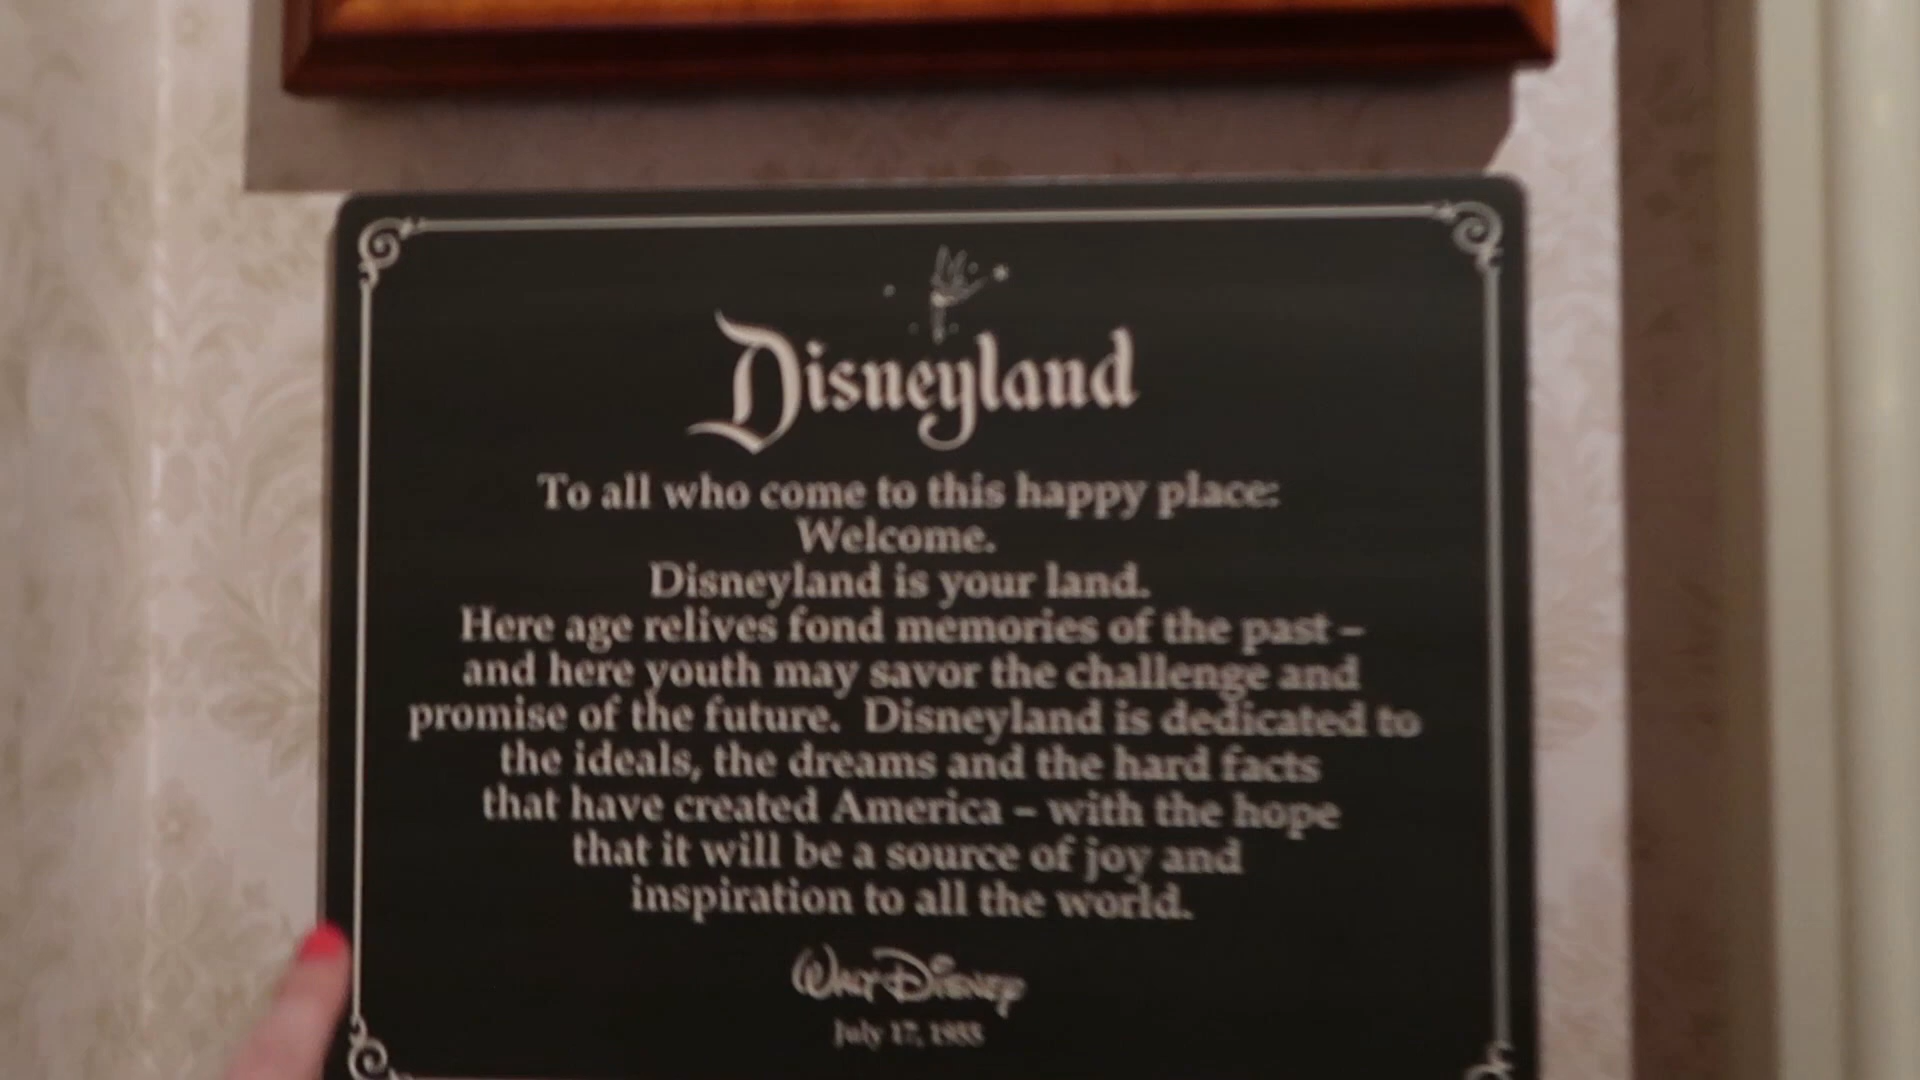 Disneyland
To all who come to this happy place:
Welcome.
Disneyland is your land.
Here age relives fond memories of the past –
and here youth may savor the challenge and
promise of the future. Disneyland is dedicated to
the ideals, the dreams and the hard facts
that have created America – with the hope
that it will be a source of joy and
inspiration to all the world.
Walt Disney
July 17, 1955